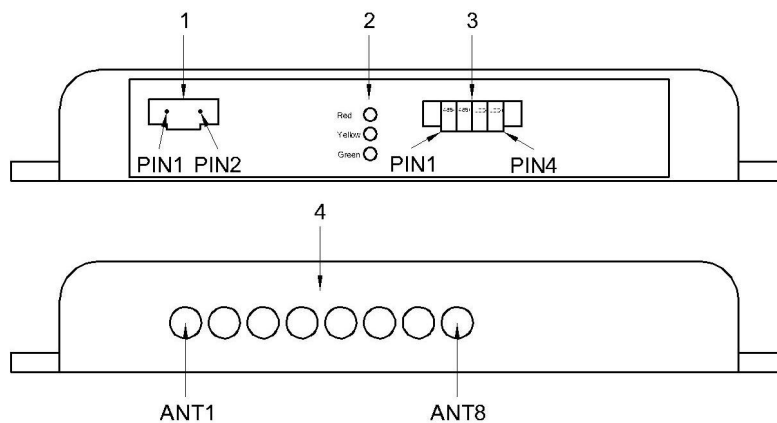 1
2
3
Red
Yellow
Green
PIN1
PIN2
PIN1
PIN4
4
ANT1
ANT8